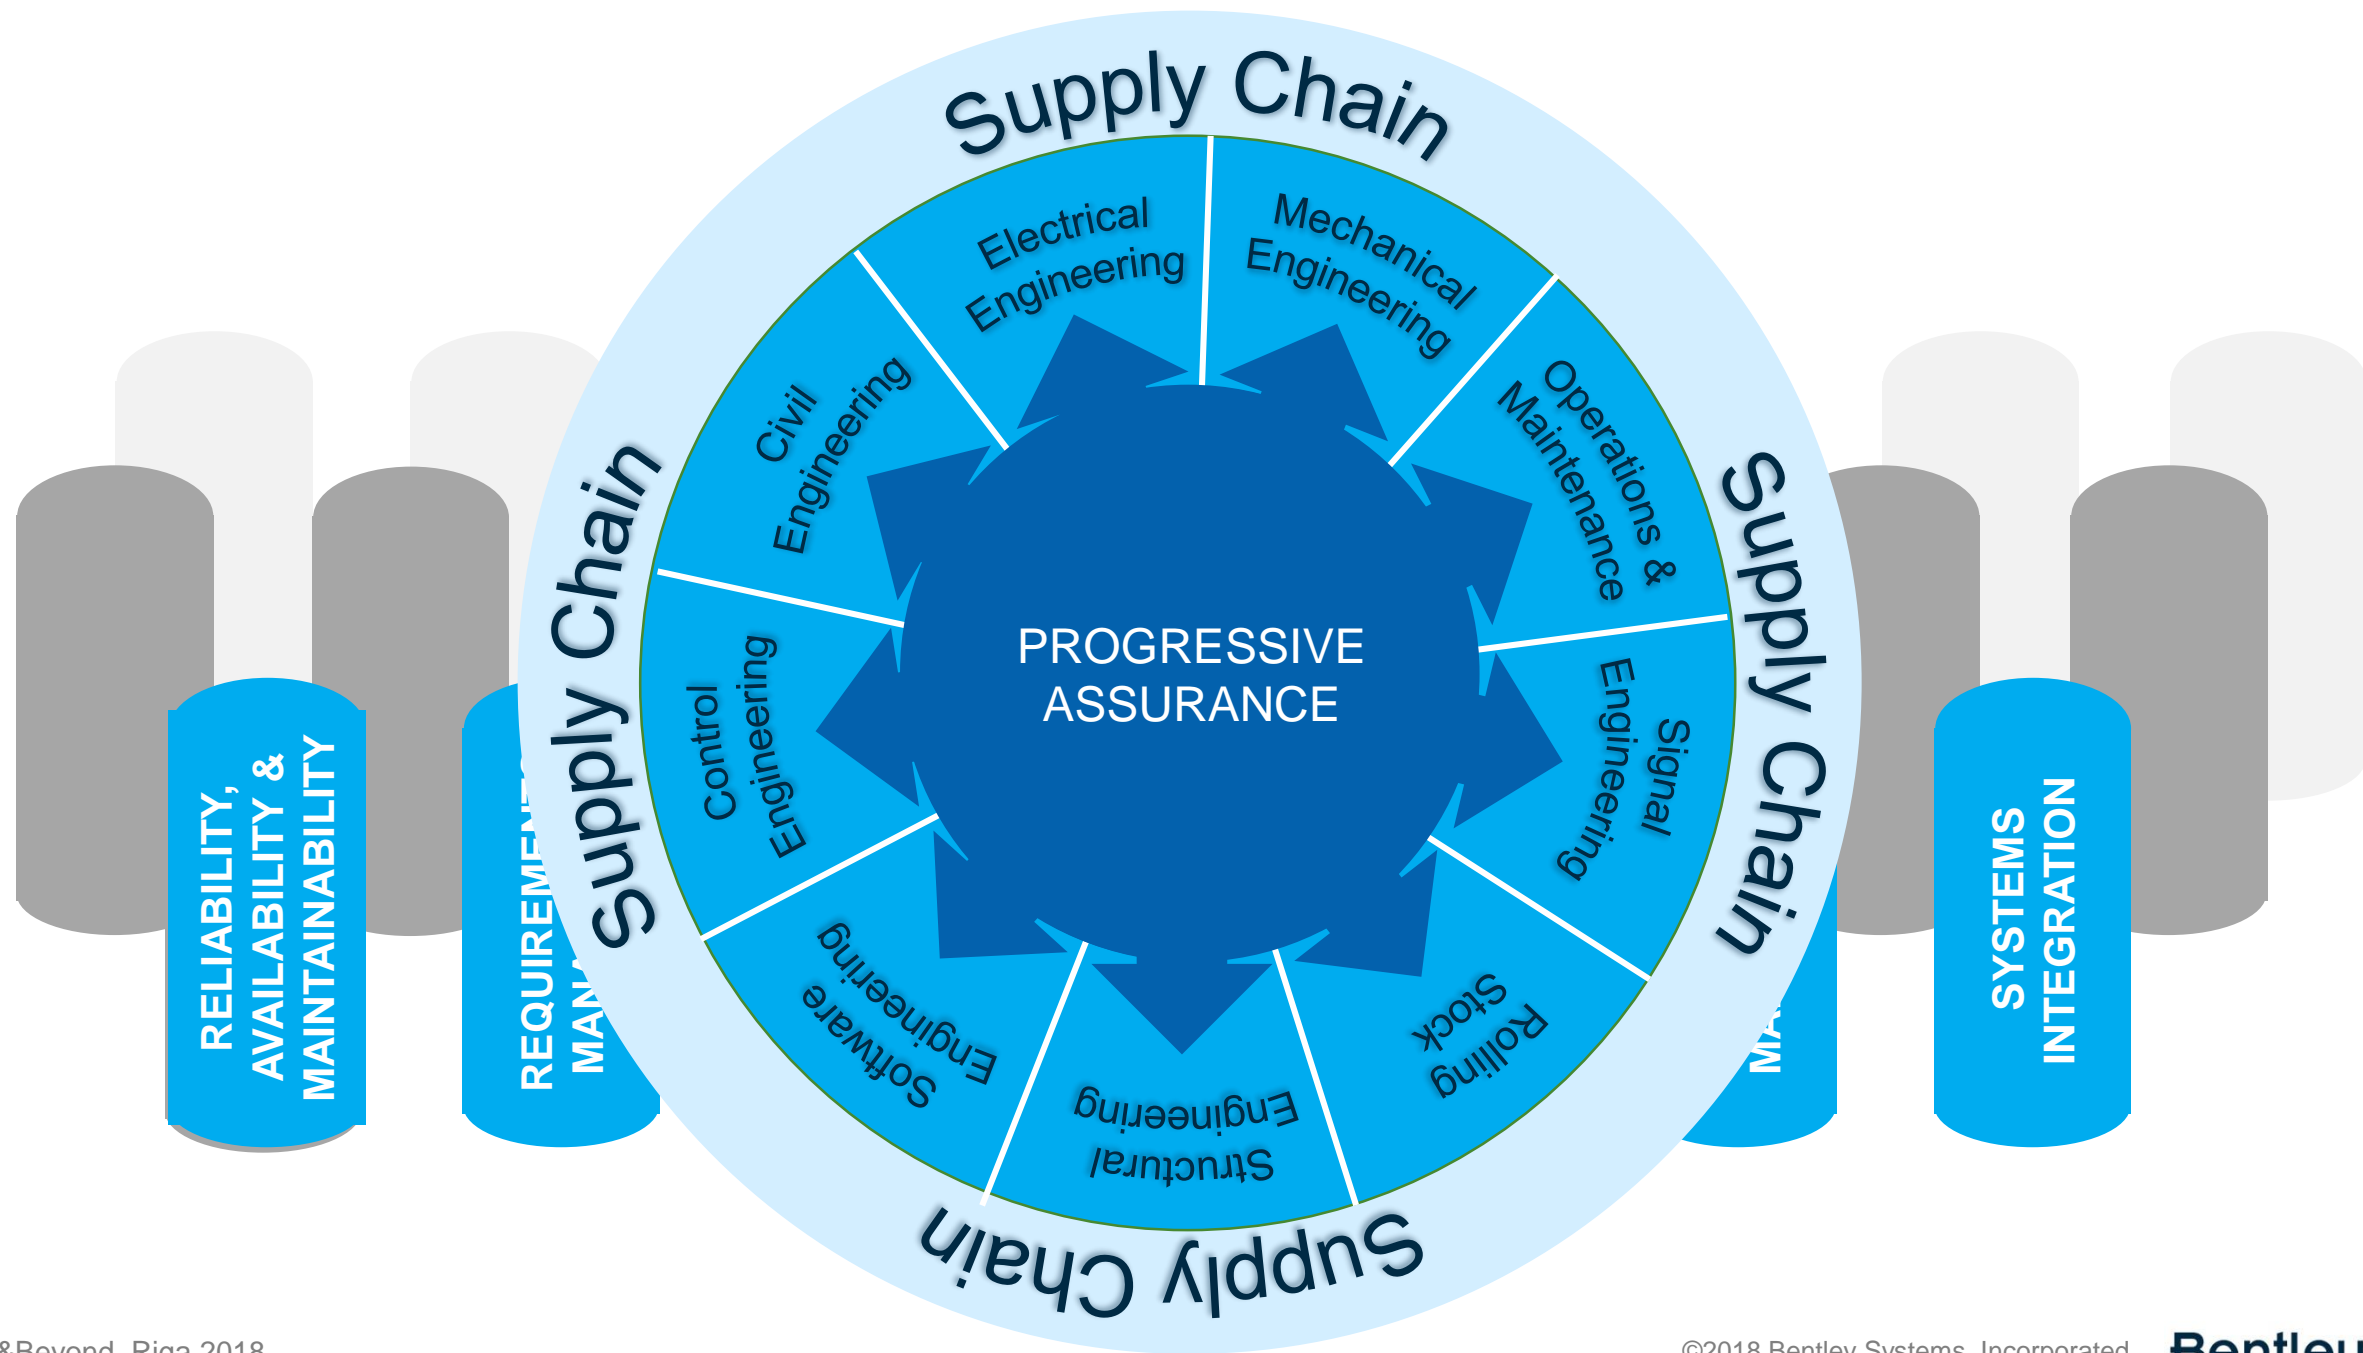 Supply Chain
Electrical
Engineering
Mechanical
Engineering
Operations &
Maintenance
Signal
Engineering
Rolling
Stock
Structural
Engineering
Software
Engineering
Control
Engineering
Civil
Engineering
Supply Chain
Supply Chain
Supply Chain
PROGRESSIVE
ASSURANCE
RELIABILITY,
AVAILABILITY &
MAINTAINABILITY
SYSTEMS
INTEGRATION
&Beyond, Riga 2018
©2018 Bentley Systems, Incorporated
Bentley